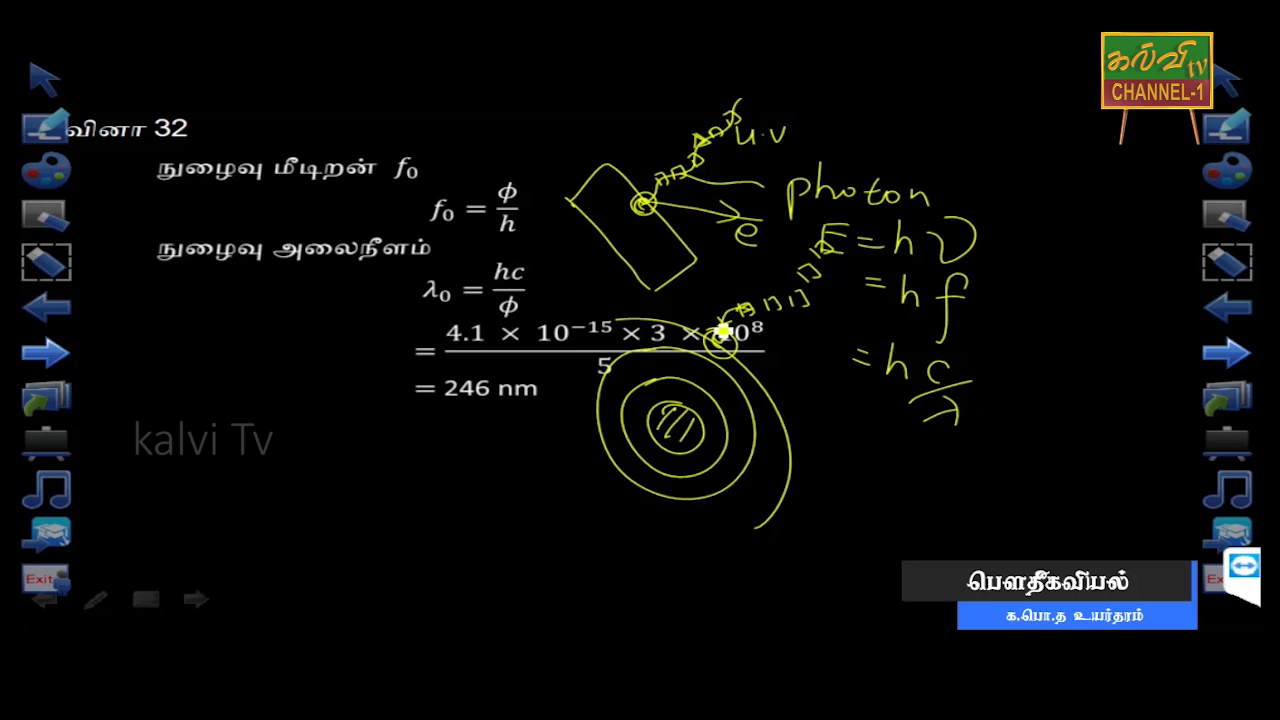 கல்வி tv
CHANNEL-1
வினா 32
நுழைவு மீடிறன் f₀
f₀ = ϕ/h
நுழைவு அலைநீளம்
λ₀ = hc/ϕ
= 4.1 × 10⁻¹⁵ × 3 × 10⁸ / 5
= 246 nm
u.v
photon
e
E = hν
= hf
= h c/λ
kalvi Tv
Exit
பௌதீகவியல்
க.பொ.த உயர்தரம்